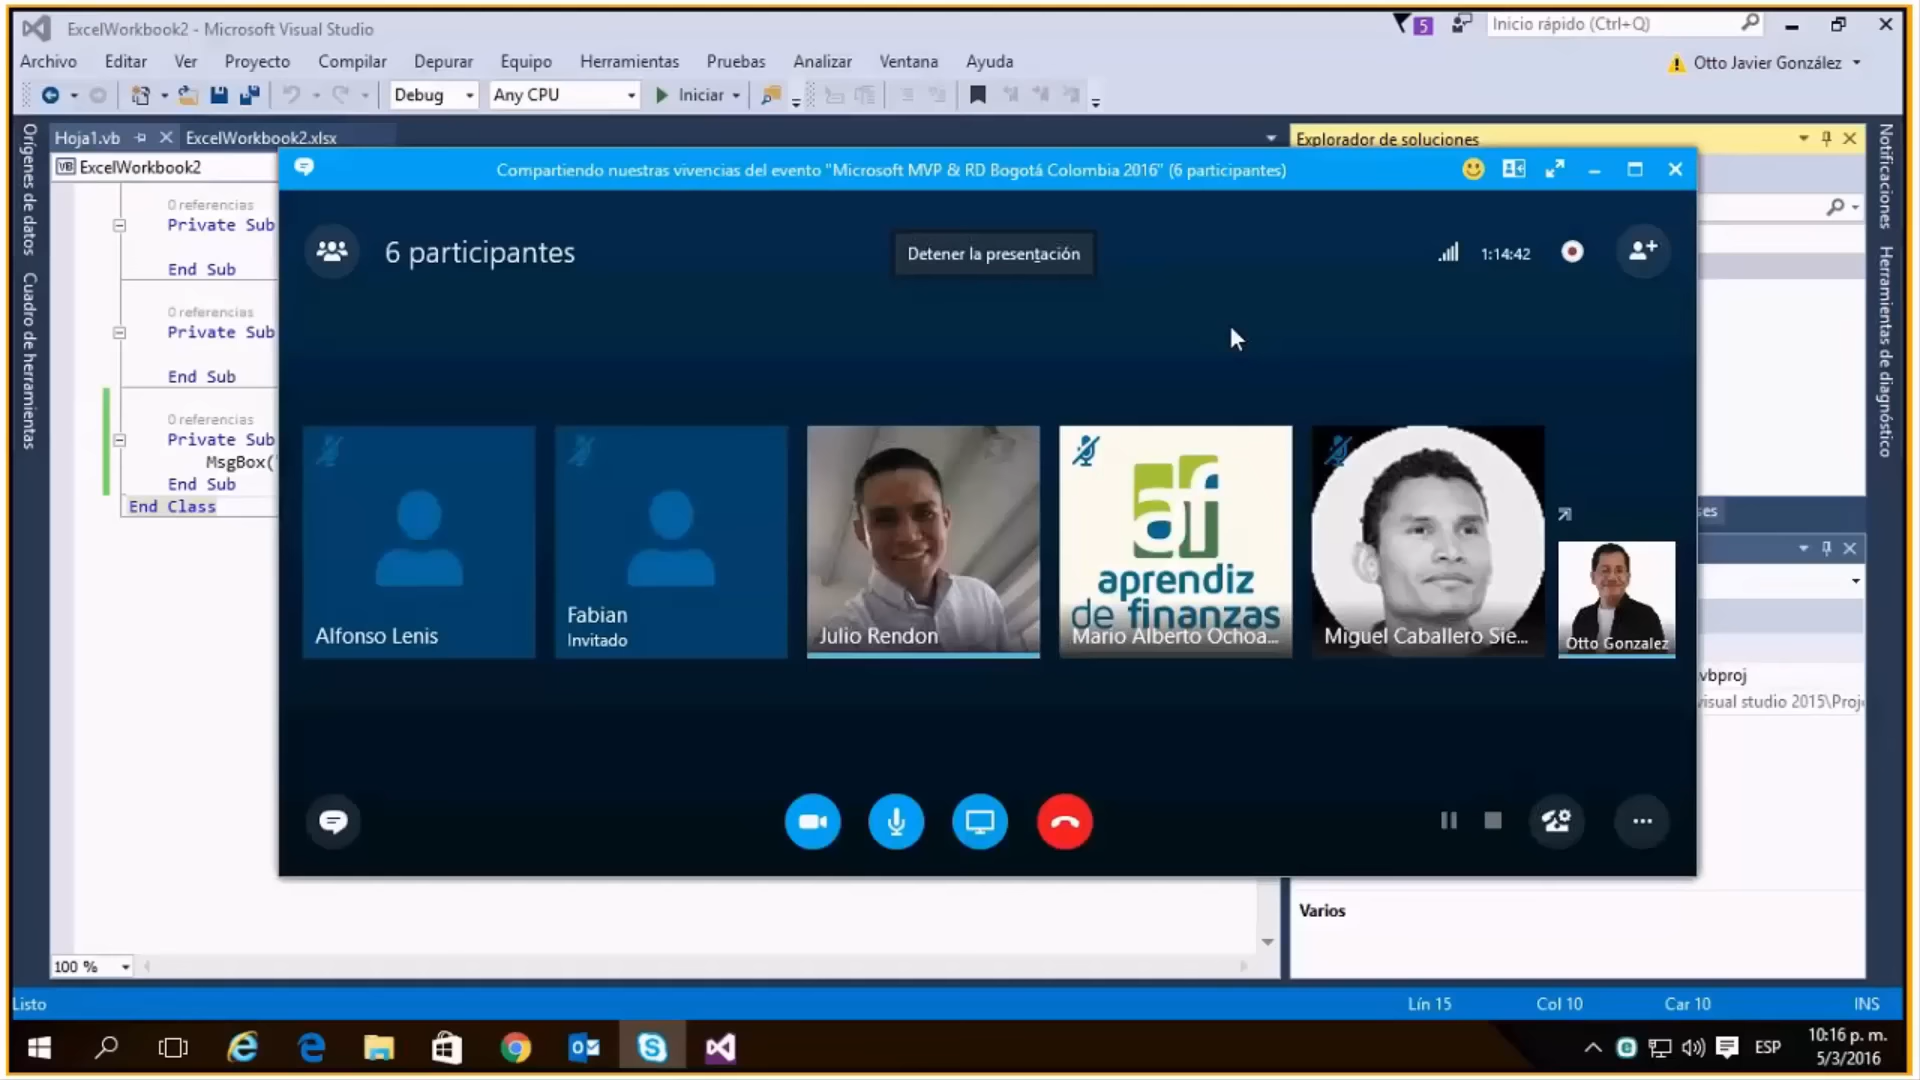 ExcelWorkbook2 - Microsoft Visual Studio
5
Inicio rápido (Ctrl+Q)
Archivo Editar Ver Proyecto Compilar Depurar Equipo Herramientas Pruebas Analizar Ventana Ayuda
Otto Javier González
Debug Any CPU Iniciar
Orígenes de datos
Cuadro de herramientas
Hoja1.vb ExcelWorkbook2.xlsx
Explorador de soluciones
Notificaciones
Herramientas de diagnóstico
VB ExcelWorkbook2
Compartiendo nuestras vivencias del evento "Microsoft MVP & RD Bogotá Colombia 2016" (6 participantes)
0 referencias
Private Sub
End Sub
0 referencias
Private Sub
End Sub
0 referencias
Private Sub
MsgBox("
End Sub
End Class
6 participantes
Detener la presentación
1:14:42
Alfonso Lenis
Fabian
Invitado
Julio Rendon
af
aprendiz
de finanzas
Mario Alberto Ochoa...
Miguel Caballero Sie...
Otto Gonzalez
ses
vbproj
visual studio 2015\Proj
Varios
100 %
Listo
Lín 15 Col 10 Car 10 INS
ESP
10:16 p. m.
5/3/2016